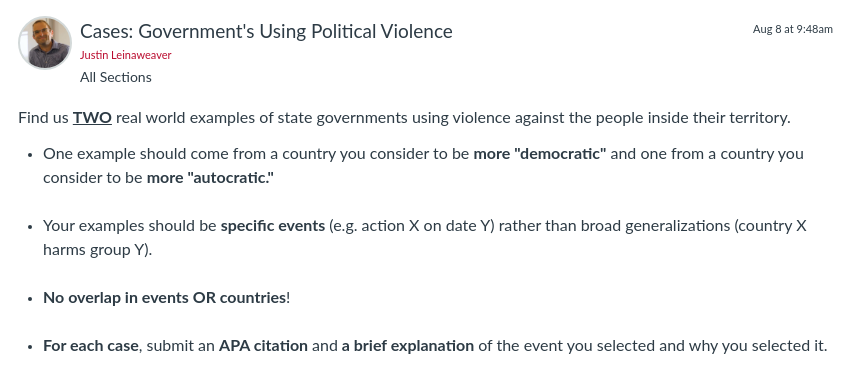 Cases: Government's Using Political Violence
Aug 8 at 9:48am
Justin Leinaweaver
All Sections
Find us TWO real world examples of state governments using violence against the people inside their territory.
• One example should come from a country you consider to be more "democratic" and one from a country you
consider to be more "autocratic."
• Your examples should be specific events (e.g. action X on date Y) rather than broad generalizations (country X
harms group Y).
• No overlap in events OR countries!
• For each case, submit an APA citation and a brief explanation of the event you selected and why you selected it.